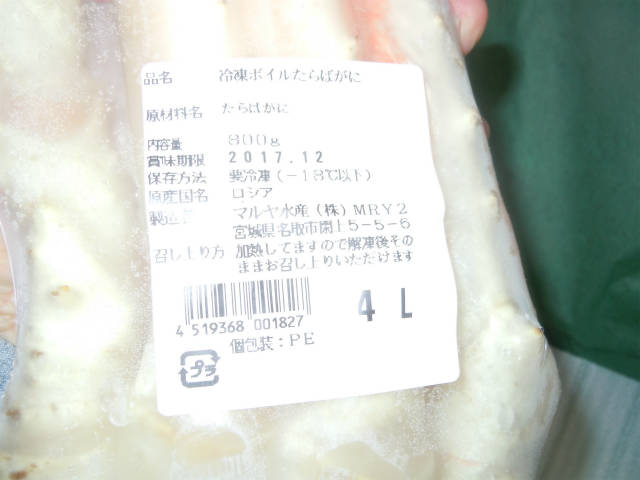 品名 冷凍ボイルたらばがに
原材料名 たらばがに
内容量 800g
賞味期限 2017.12
保存方法 要冷凍(-18℃以下)
原産国名 ロシア
製造者 マルヤ水産(株)MRY2
宮城県名取市閖上5-5-6
召し上り方 加熱してますので解凍後その
ままお召し上りいただけます
4 519368 001827
4L
個包装:PE
プラ